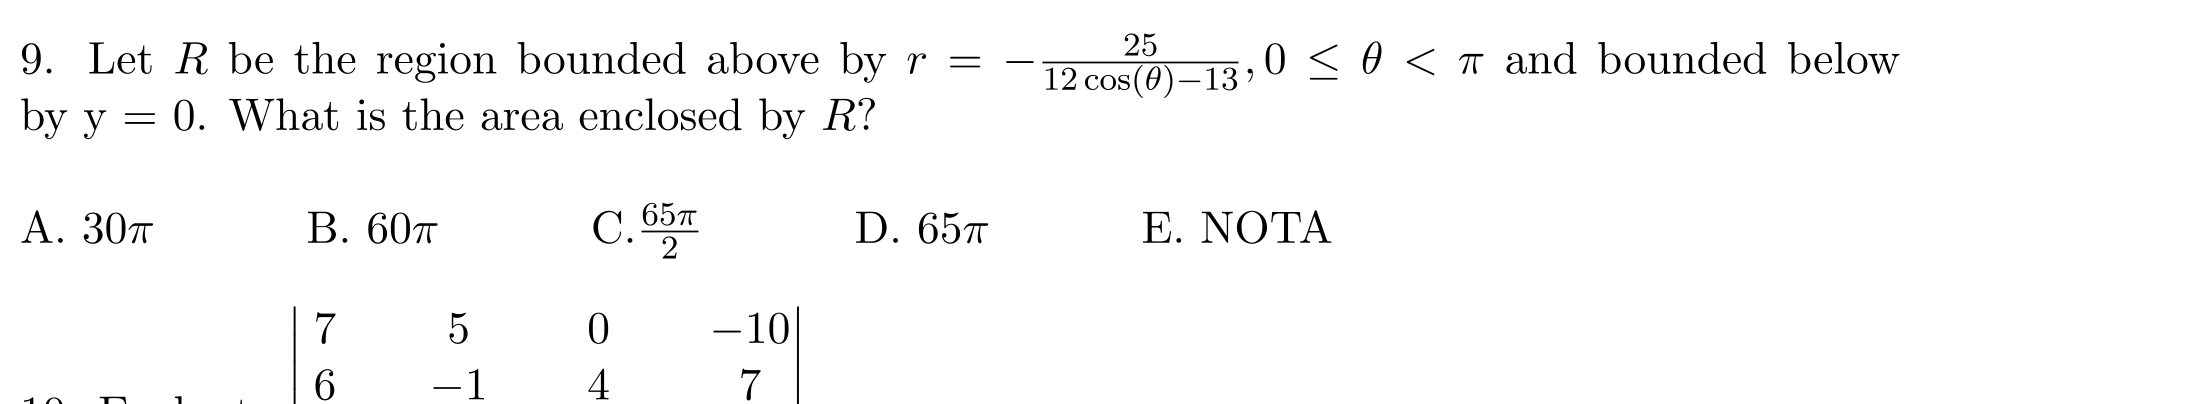 9. Let R be the region bounded above by r = −25/(12 cos(θ)−13), 0 ≤ θ < π and bounded below
by y = 0. What is the area enclosed by R?
A. 30π B. 60π C. 65π/2 D. 65π E. NOTA
7 5 0 −10
6 −1 4 7